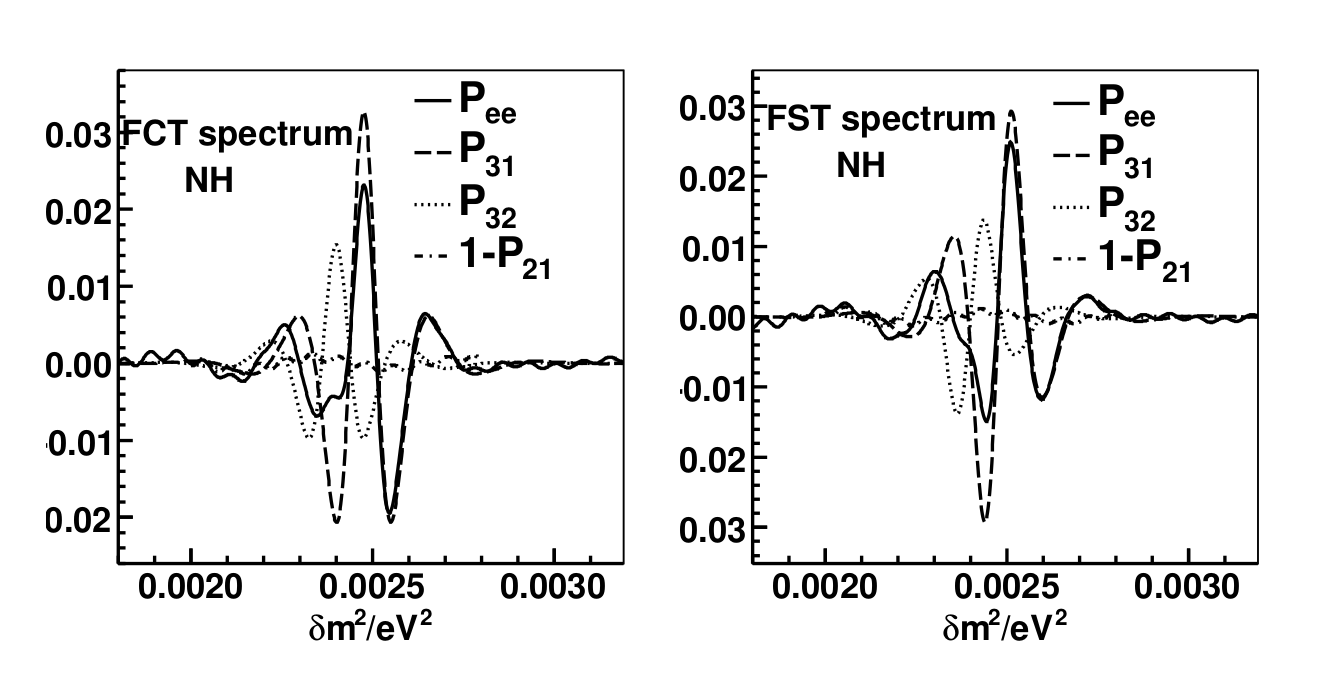 FCT spectrum
NH
P_ee
P_31
P_32
1-P_21
0.03
0.02
0.01
0.00
0.01
0.02
0.0020 0.0025 0.0030
δm²/eV²
FST spectrum
NH
P_ee
P_31
P_32
1-P_21
0.03
0.02
0.01
0.00
-0.01
0.02
0.03
0.0020 0.0025 0.0030
δm²/eV²